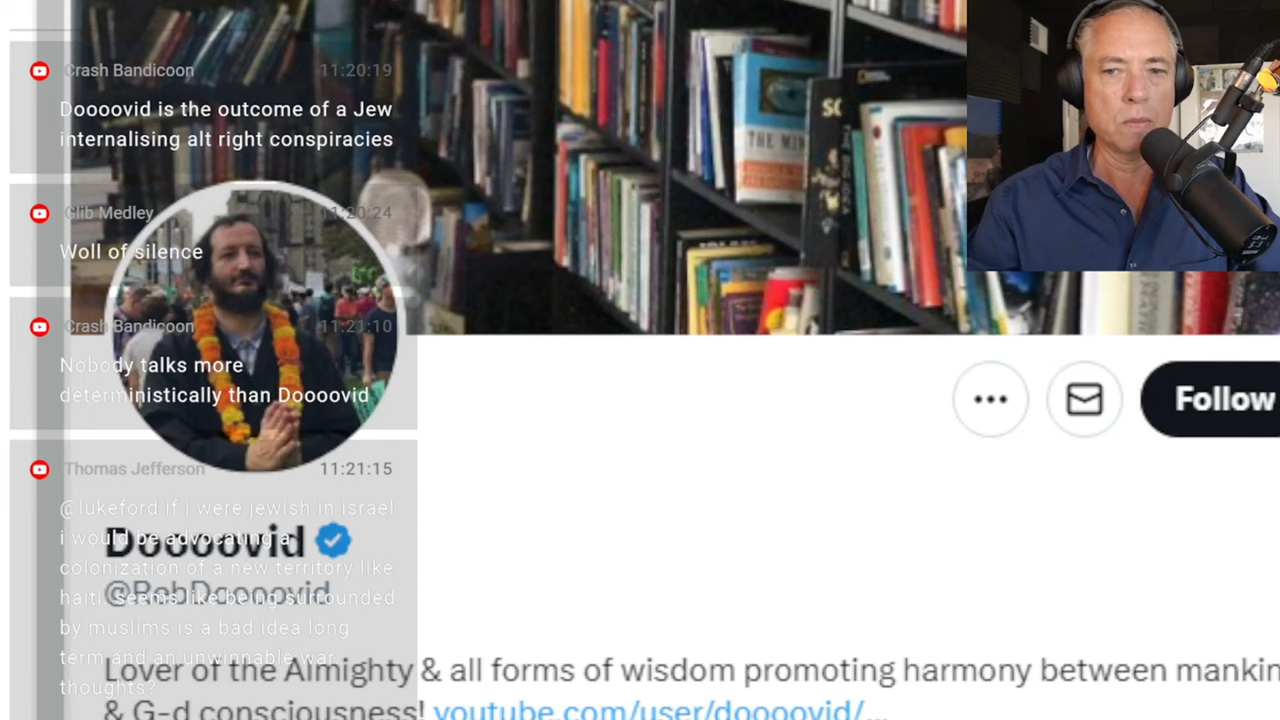 Crash Bandicoon 11:20:19
Doooovid is the outcome of a Jew
internalising alt right conspiracies
Glib Medley 11:20:24
Woll of silence
Crash Bandicoon 11:21:10
Nobody talks more
deterministically than Doooovid
Thomas Jefferson 11:21:15
@lukeford if i were jewish in israel
i would be advocating a
colonization of a new territory like
haiti. seems like being surrounded
by muslims is a bad idea long
term and an unwinnable war.
thoughts?
THE MIN
Follow
Doooovid
@RebDoooovid
Lover of the Almighty & all forms of wisdom promoting harmony between mankin
& G-d consciousness! youtube.com/user/doooovid/...